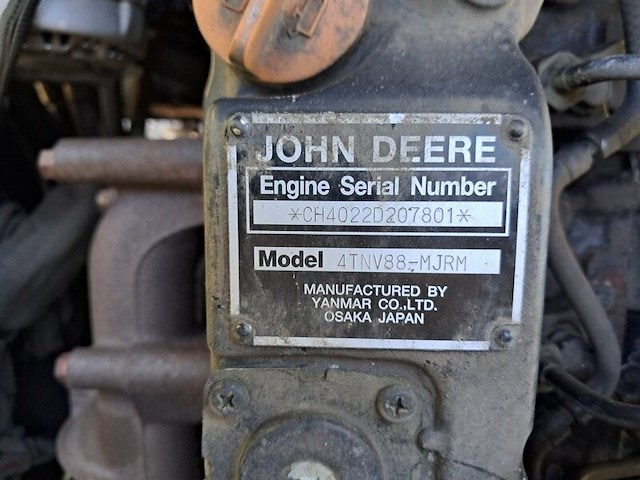 JOHN DEERE
Engine Serial Number
*CH4022D207801*
Model 4TNV88-MJRM
MANUFACTURED BY
YANMAR CO.,LTD.
OSAKA JAPAN